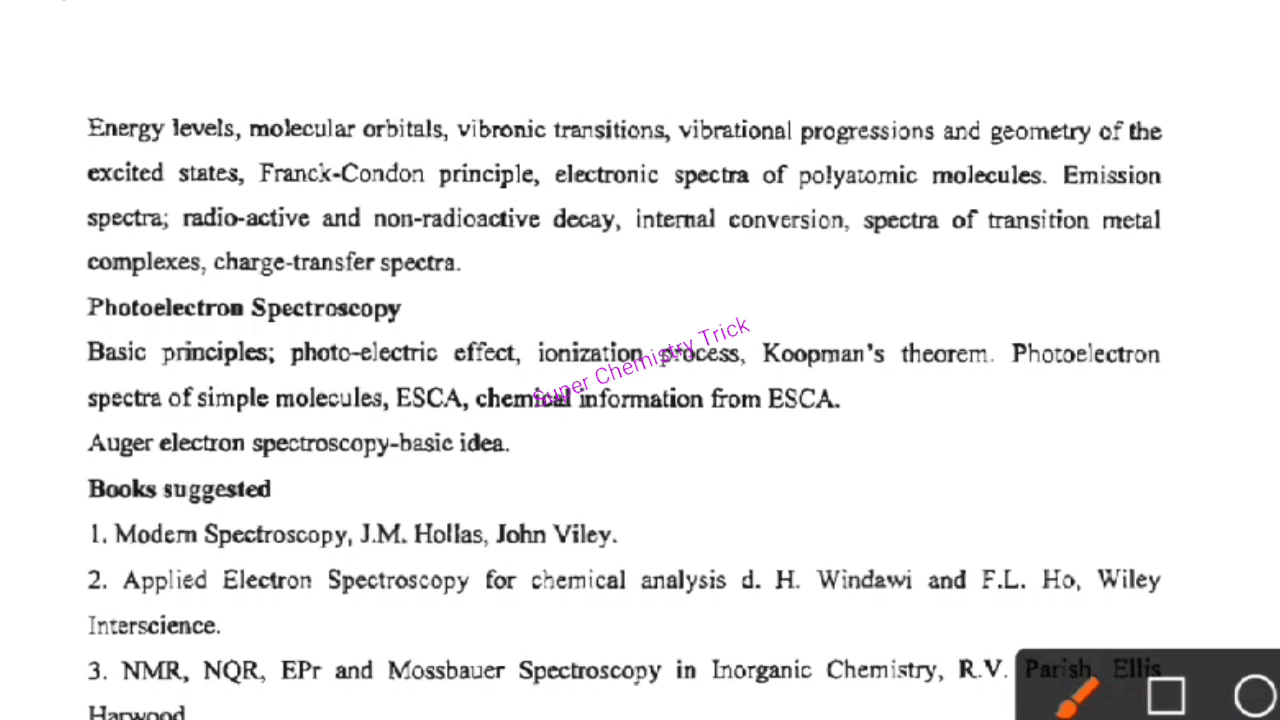 Energy levels, molecular orbitals, vibronic transitions, vibrational progressions and geometry of the
excited states, Franck-Condon principle, electronic spectra of polyatomic molecules. Emission
spectra; radio-active and non-radioactive decay, internal conversion, spectra of transition metal
complexes, charge-transfer spectra.
Photoelectron Spectroscopy
Basic principles; photo-electric effect, ionization process, Koopman's theorem. Photoelectron
spectra of simple molecules, ESCA, chemical information from ESCA.
Super Chemistry Trick
Auger electron spectroscopy-basic idea.
Books suggested
1. Modern Spectroscopy, J.M. Hollas, John Viley.
2. Applied Electron Spectroscopy for chemical analysis d. H. Windawi and F.L. Ho, Wiley
Interscience.
3. NMR, NQR, EPr and Mossbauer Spectroscopy in Inorganic Chemistry, R.V. Parish, Ellis
Harwood